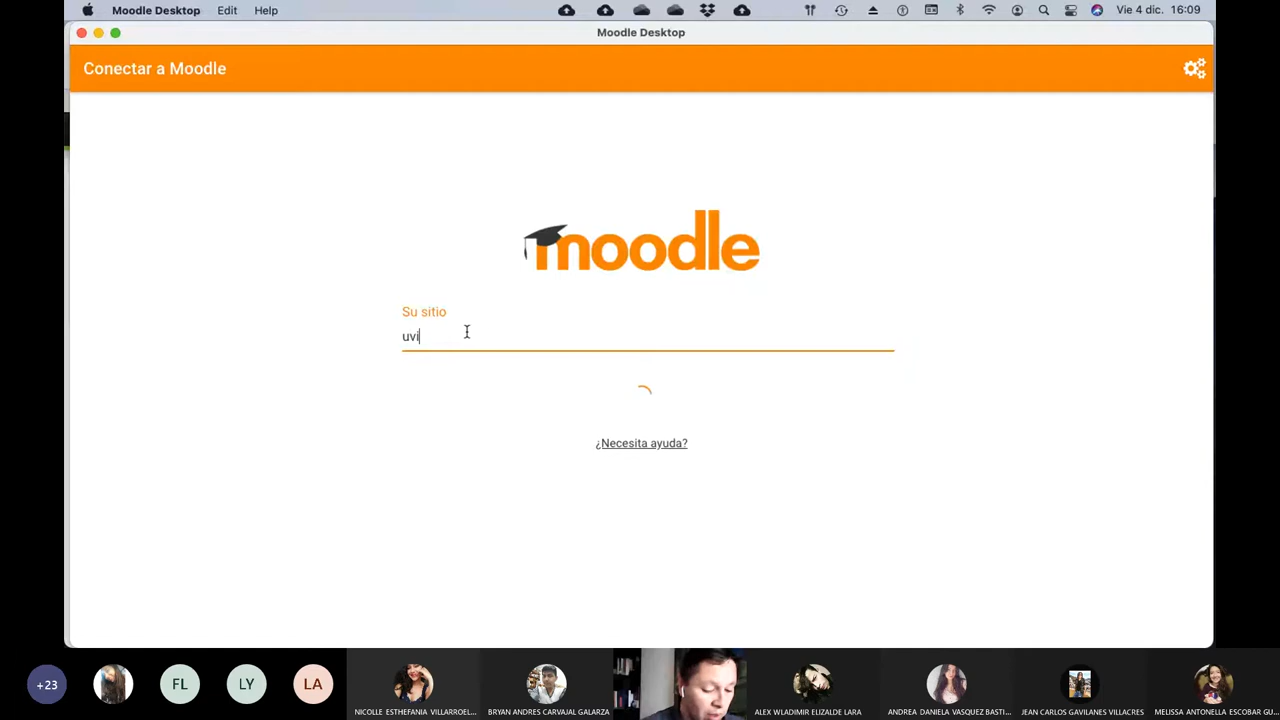 Moodle Desktop Edit Help Vie 4 dic. 16:09
Moodle Desktop
Conectar a Moodle
moodle
Su sitio
uvi
¿Necesita ayuda?
+23 FL LY LA
NICOLLE ESTHEFANIA VILLARROEL... BRYAN ANDRES CARVAJAL GALARZA ALEX WLADIMIR ELIZALDE LARA ANDREA DANIELA VASQUEZ BASTI... JEAN CARLOS GAVILANES VILLACRES MELISSA ANTONELLA ESCOBAR GU...